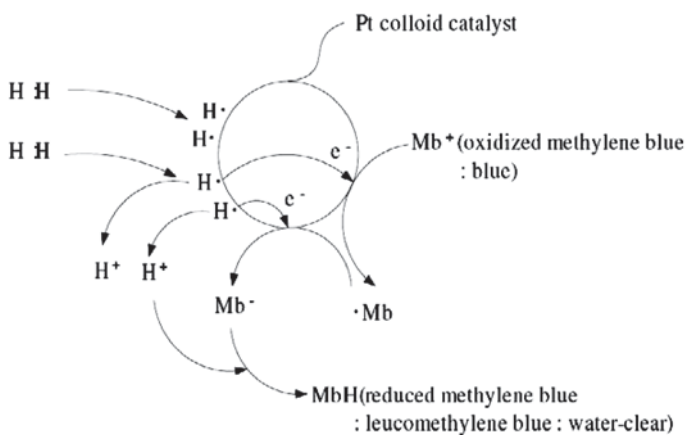 Pt colloid catalyst
H :H
H·
H·
e⁻
Mb⁺(oxidized methylene blue
: blue)
H :H
H·
H·
e⁻
H⁺
H⁺
Mb⁻
·Mb
MbH(reduced methylene blue
: leucomethylene blue : water-clear)